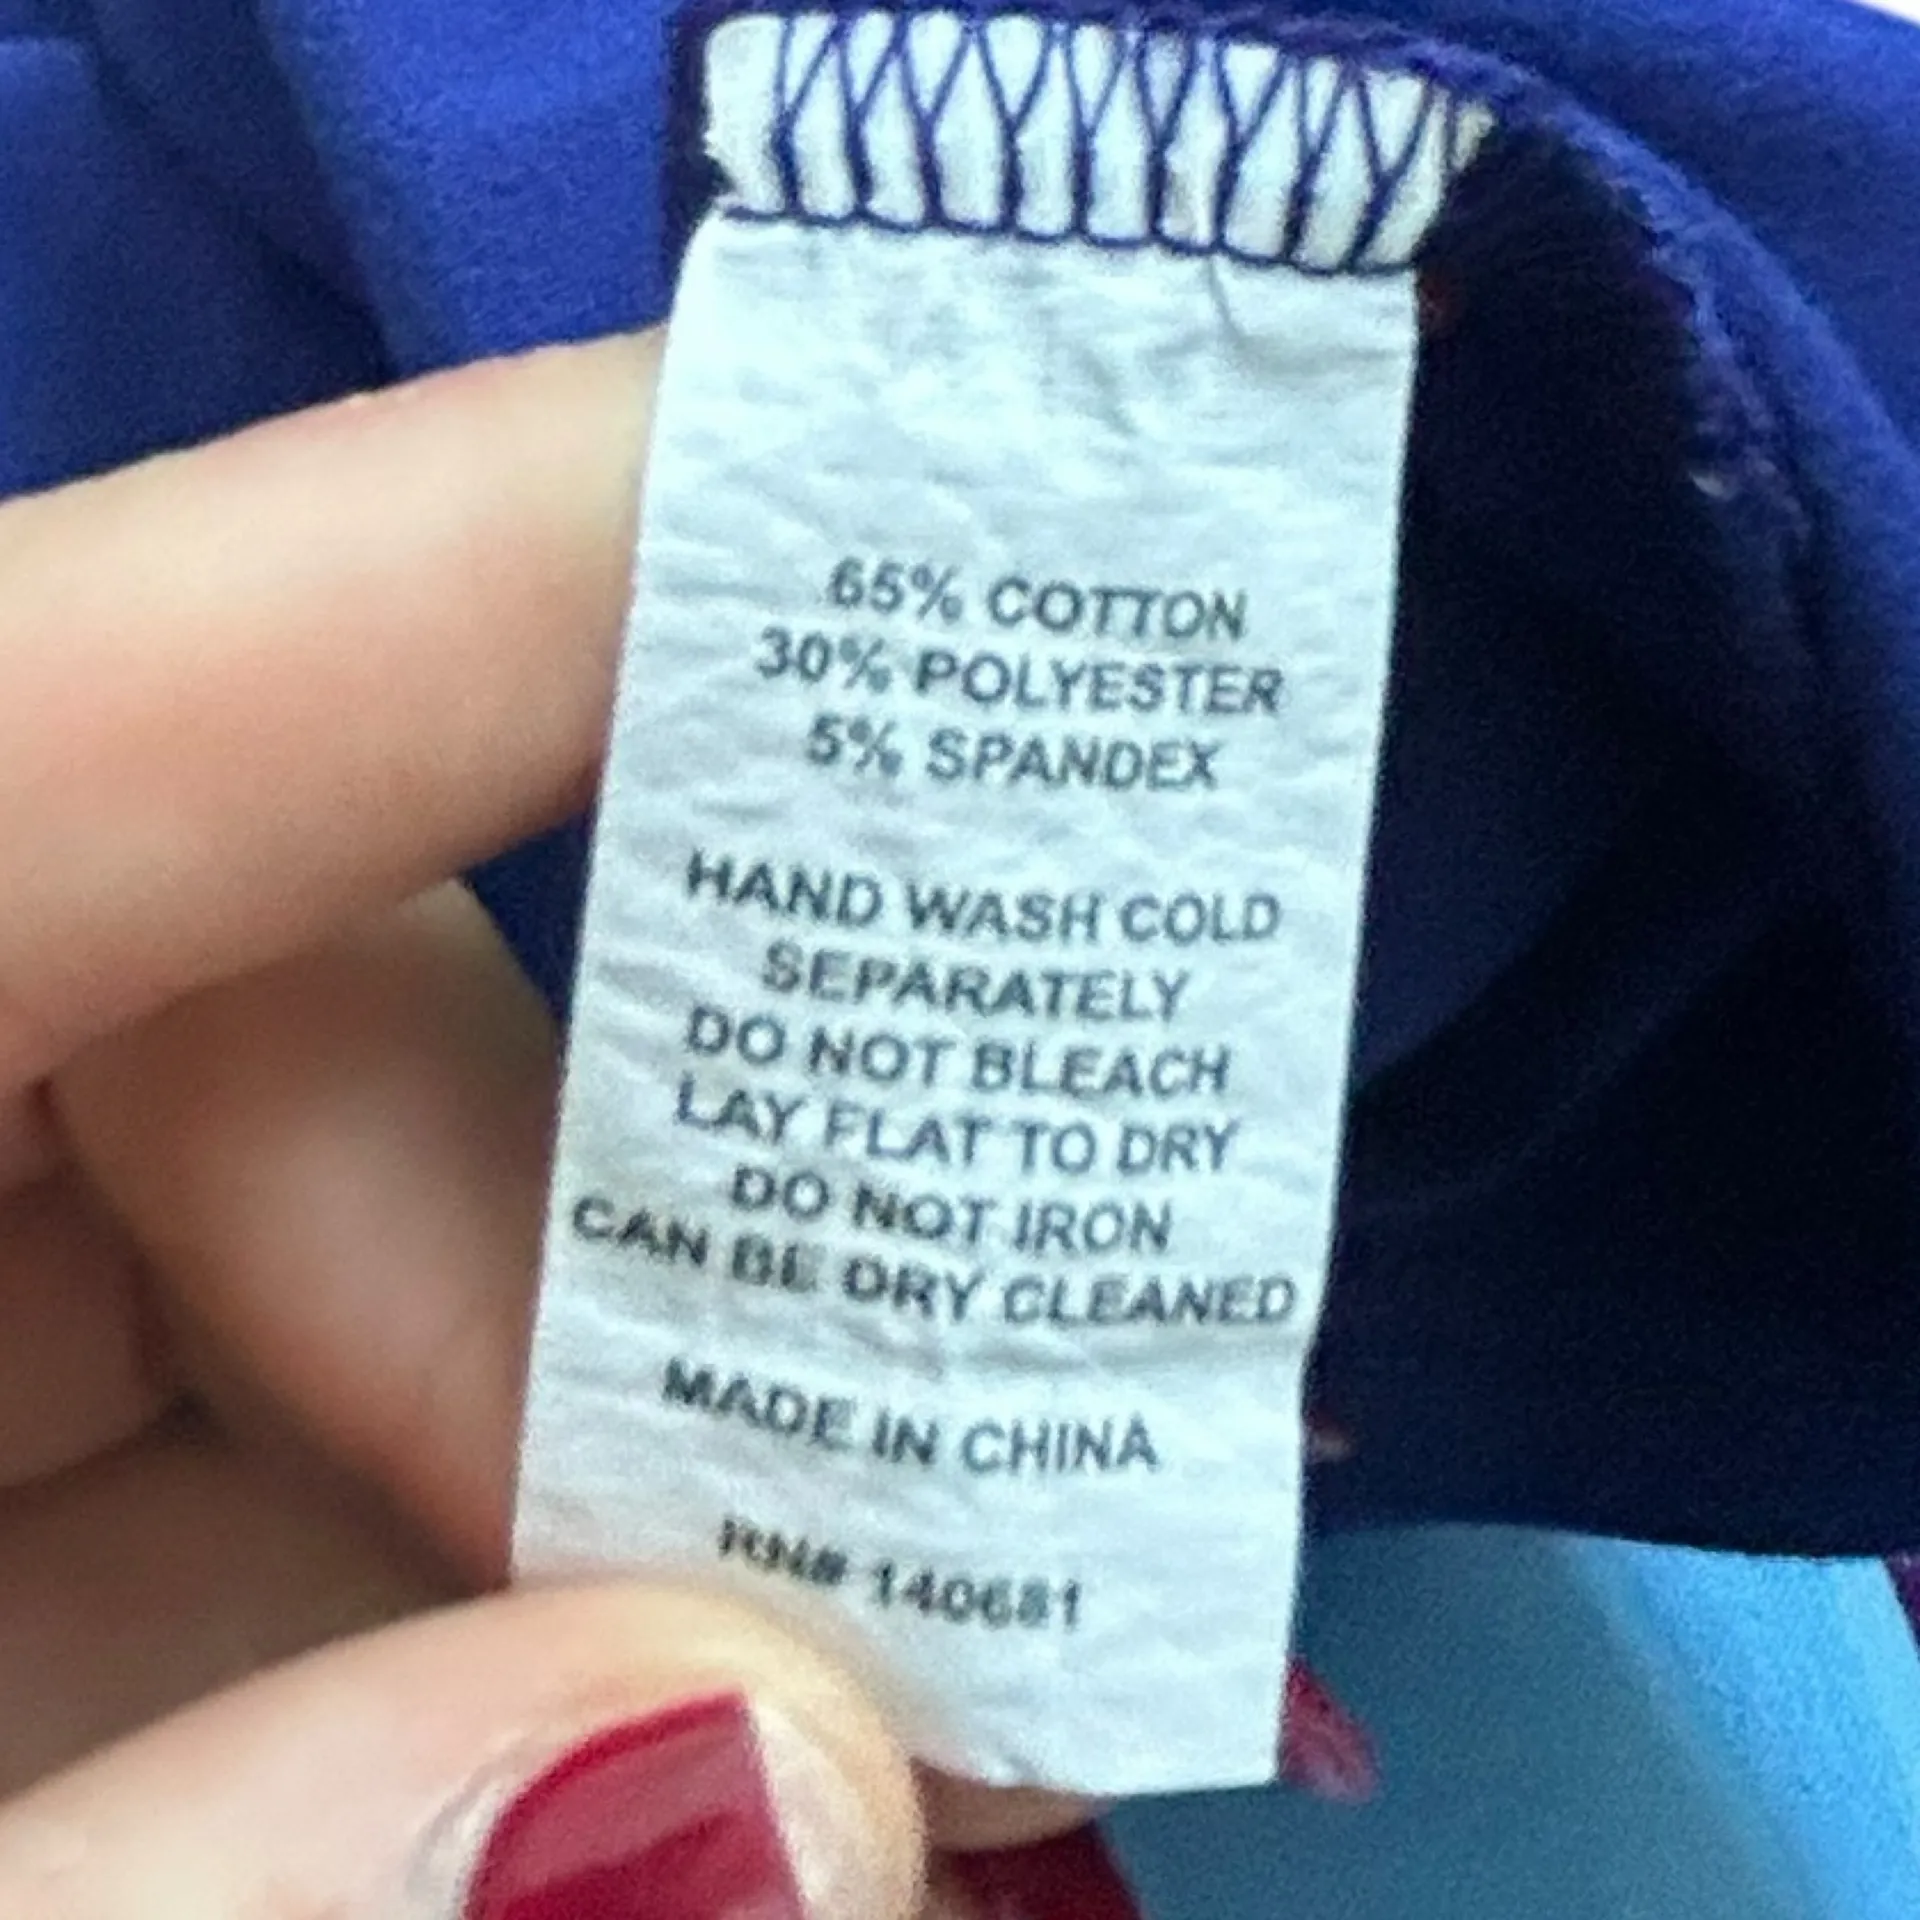 65% COTTON
30% POLYESTER
5% SPANDEX
HAND WASH COLD
SEPARATELY
DO NOT BLEACH
LAY FLAT TO DRY
DO NOT IRON
CAN BE DRY CLEANED
MADE IN CHINA
RN# 140681